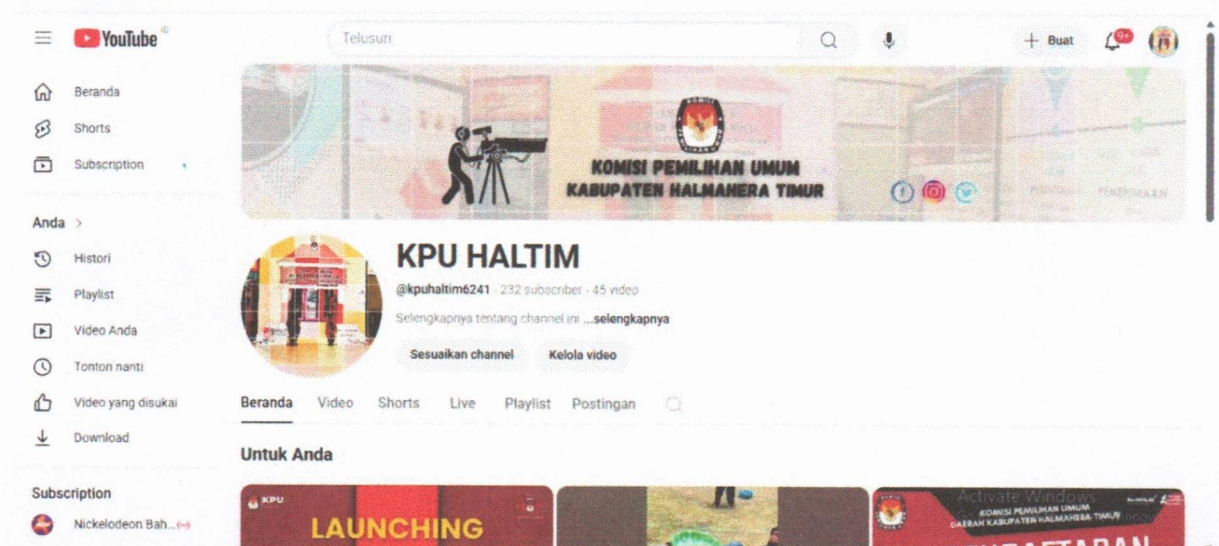 YouTube ID
Telusuri
Buat
9+
Beranda
Shorts
Subscription
Anda >
Histori
Playlist
Video Anda
Tonton nanti
Video yang disukai
Download
Subscription
Nickelodeon Bah...
KOMISI PEMILIHAN UMUM
KABUPATEN HALMAHERA TIMUR
KPU HALTIM
@kpuhaltim6241 · 232 subscriber · 45 video
Selengkapnya tentang channel ini ...selengkapnya
Sesuaikan channel
Kelola video
Beranda
Video
Shorts
Live
Playlist
Postingan
Untuk Anda
KPU
LAUNCHING
Activate Windows
KOMISI PEMILIHAN UMUM
DAERAH KABUPATEN HALMAHERA TIMUR